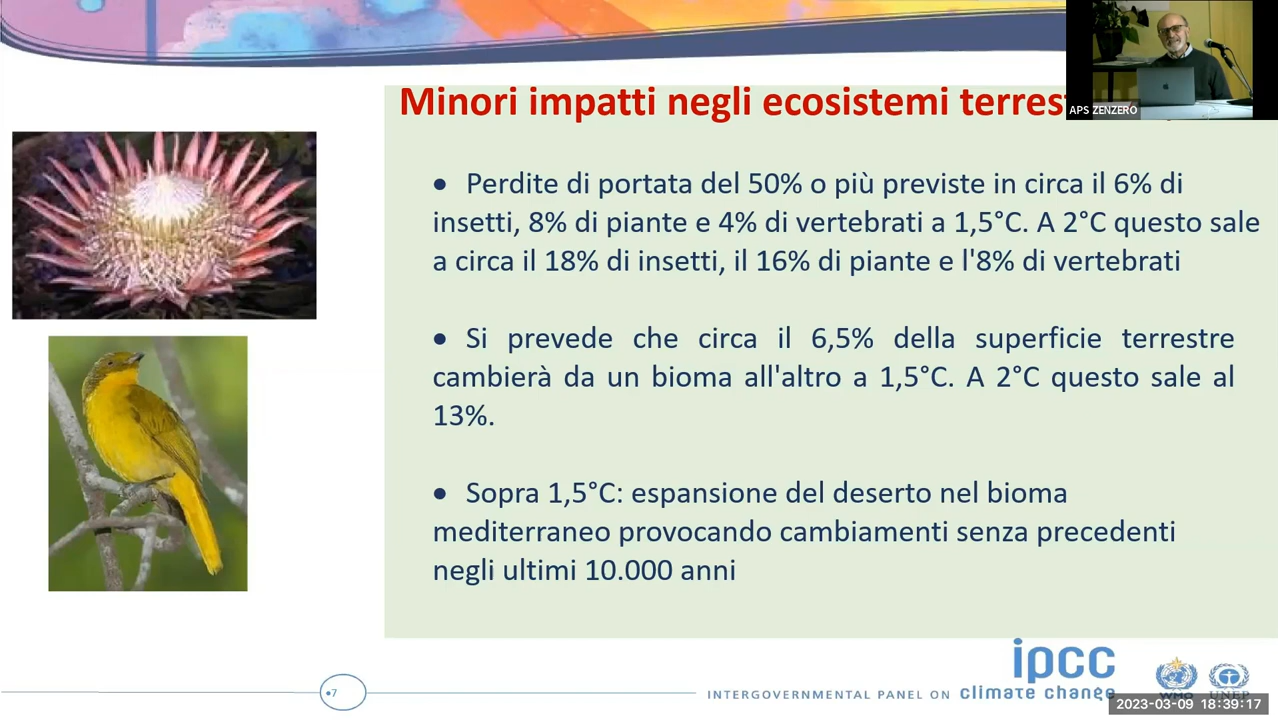 Minori impatti negli ecosistemi
APS ZENZERO
• Perdite di portata del 50% o più previste in circa il 6% di
insetti, 8% di piante e 4% di vertebrati a 1,5°C. A 2°C questo sale
a circa il 18% di insetti, il 16% di piante e l'8% di vertebrati
• Si prevede che circa il 6,5% della superficie terrestre
cambierà da un bioma all'altro a 1,5°C. A 2°C questo sale al
13%.
• Sopra 1,5°C: espansione del deserto nel bioma
mediterraneo provocando cambiamenti senza precedenti
negli ultimi 10.000 anni
•7
ipcc
INTERGOVERNMENTAL PANEL ON climate change
WMO UNEP
2023-03-09 18:39:17